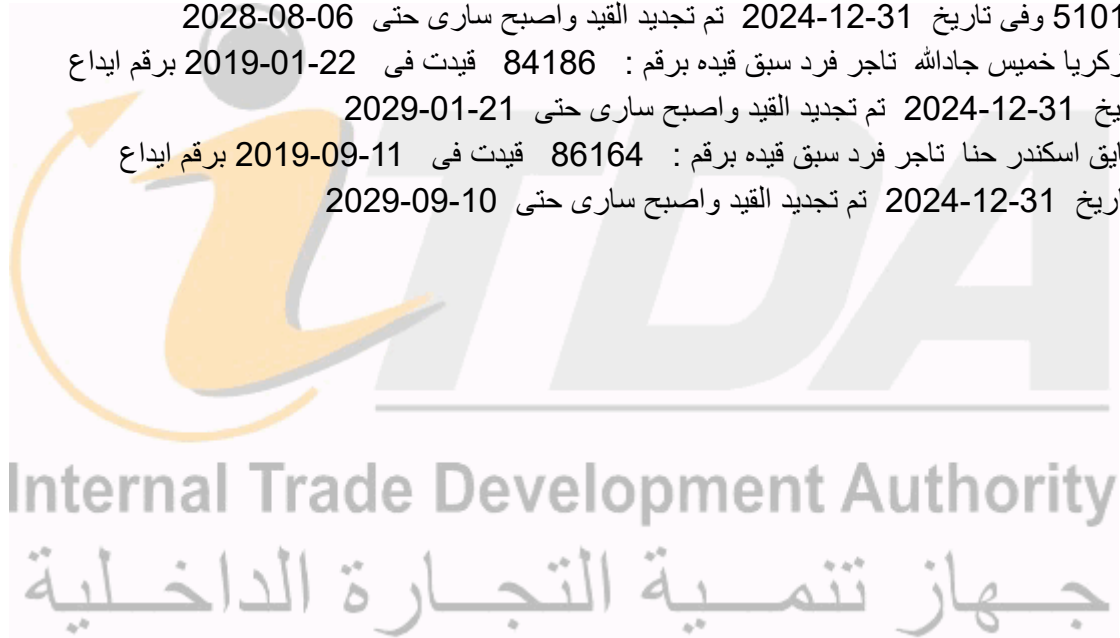 5101 وفى تاريخ 31-12-2024 تم تجديد القيد واصبح سارى حتى 06-08-2028
زكريا خميس جادالله تاجر فرد سبق قيده برقم : 84186 قيدت فى 22-01-2019 برقم ايداع
يخ 31-12-2024 تم تجديد القيد واصبح سارى حتى 21-01-2029
ايق اسكندر حنا تاجر فرد سبق قيده برقم : 86164 قيدت فى 11-09-2019 برقم ايداع
اريخ 31-12-2024 تم تجديد القيد واصبح سارى حتى 10-09-2029
iTDA
Internal Trade Development Authority
جهاز تنمية التجارة الداخلية